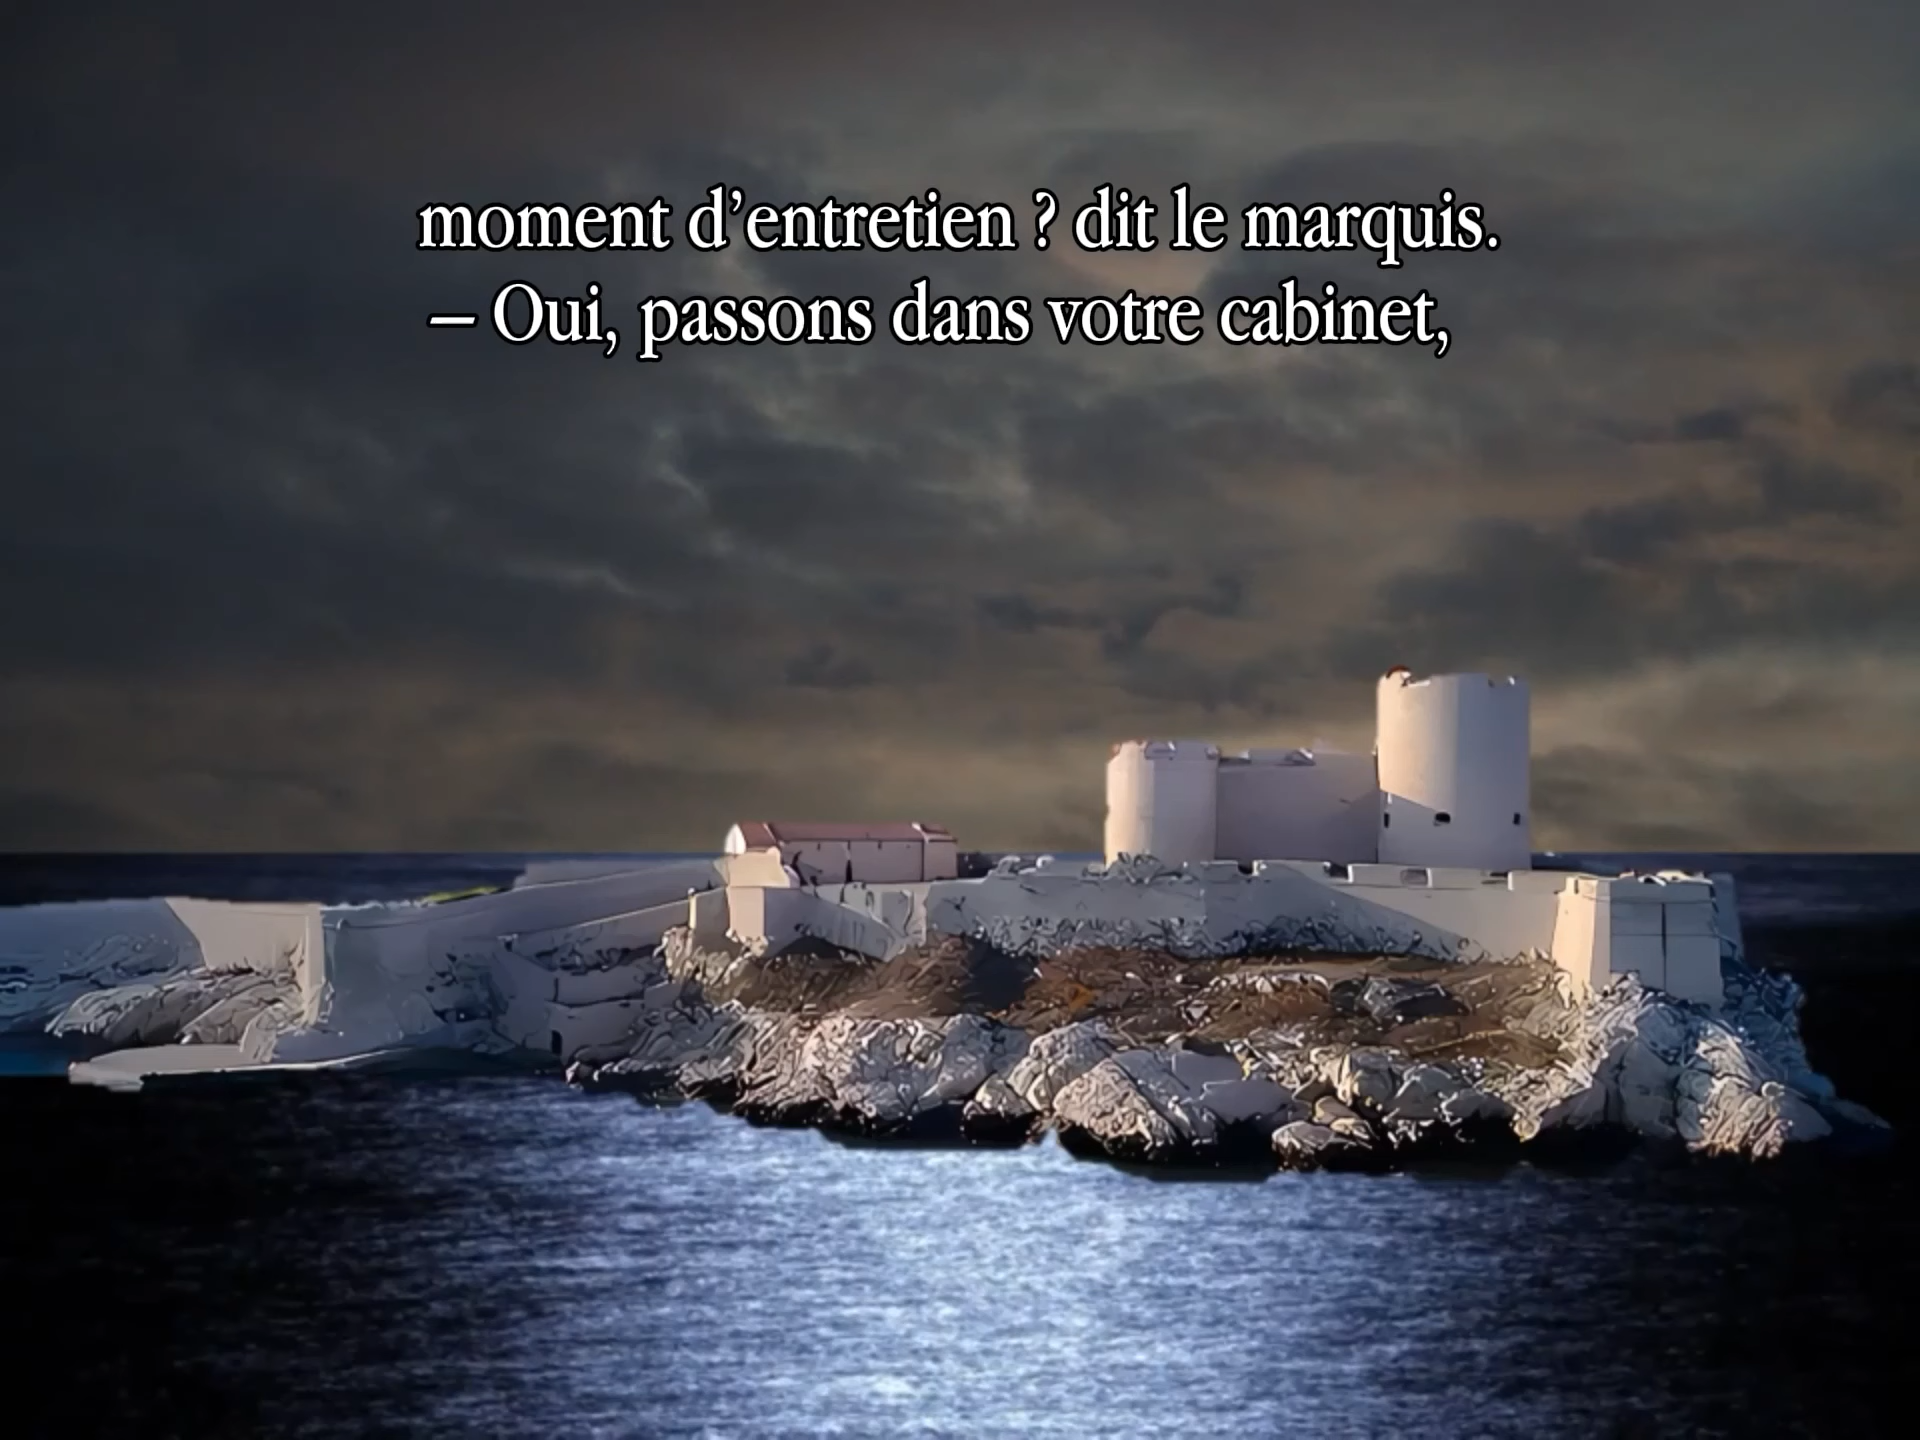 moment d’entretien ? dit le marquis.
– Oui, passons dans votre cabinet,